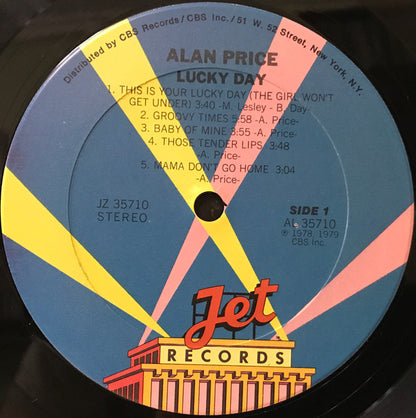 Distributed by CBS Records/CBS Inc./51 W. 52 Street, New York, N.Y.
ALAN PRICE
LUCKY DAY
1. THIS IS YOUR LUCKY DAY (THE GIRL WON'T
GET UNDER) 3:40 -M. Lesley - B. Day-
2. GROOVY TIMES 5:58 -A. Price-
3. BABY OF MINE 3:55 -A. Price-
4. THOSE TENDER LIPS 3:48
-A. Price-
5. MAMA DON'T GO HOME 3:04
-A. Price-
JZ 35710
STEREO
SIDE 1
AL 35710
℗ 1978, 1979
CBS Inc.
Jet
RECORDS